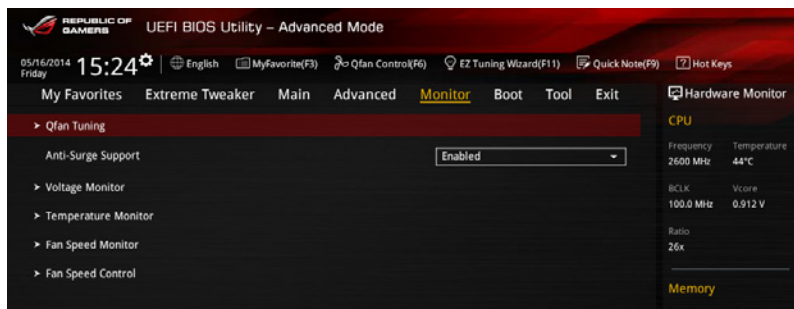 REPUBLIC OF
GAMERS
UEFI BIOS Utility – Advanced Mode
05/16/2014
Friday
15:24
English
MyFavorite(F3)
Qfan Control(F6)
EZ Tuning Wizard(F11)
Quick Note(F9)
? Hot Keys
My Favorites
Extreme Tweaker
Main
Advanced
Monitor
Boot
Tool
Exit
Hardware Monitor
> Qfan Tuning
Anti-Surge Support
Enabled
> Voltage Monitor
> Temperature Monitor
> Fan Speed Monitor
> Fan Speed Control
CPU
Frequency Temperature
2600 MHz 44°C
BCLK Vcore
100.0 MHz 0.912 V
Ratio
26x
Memory